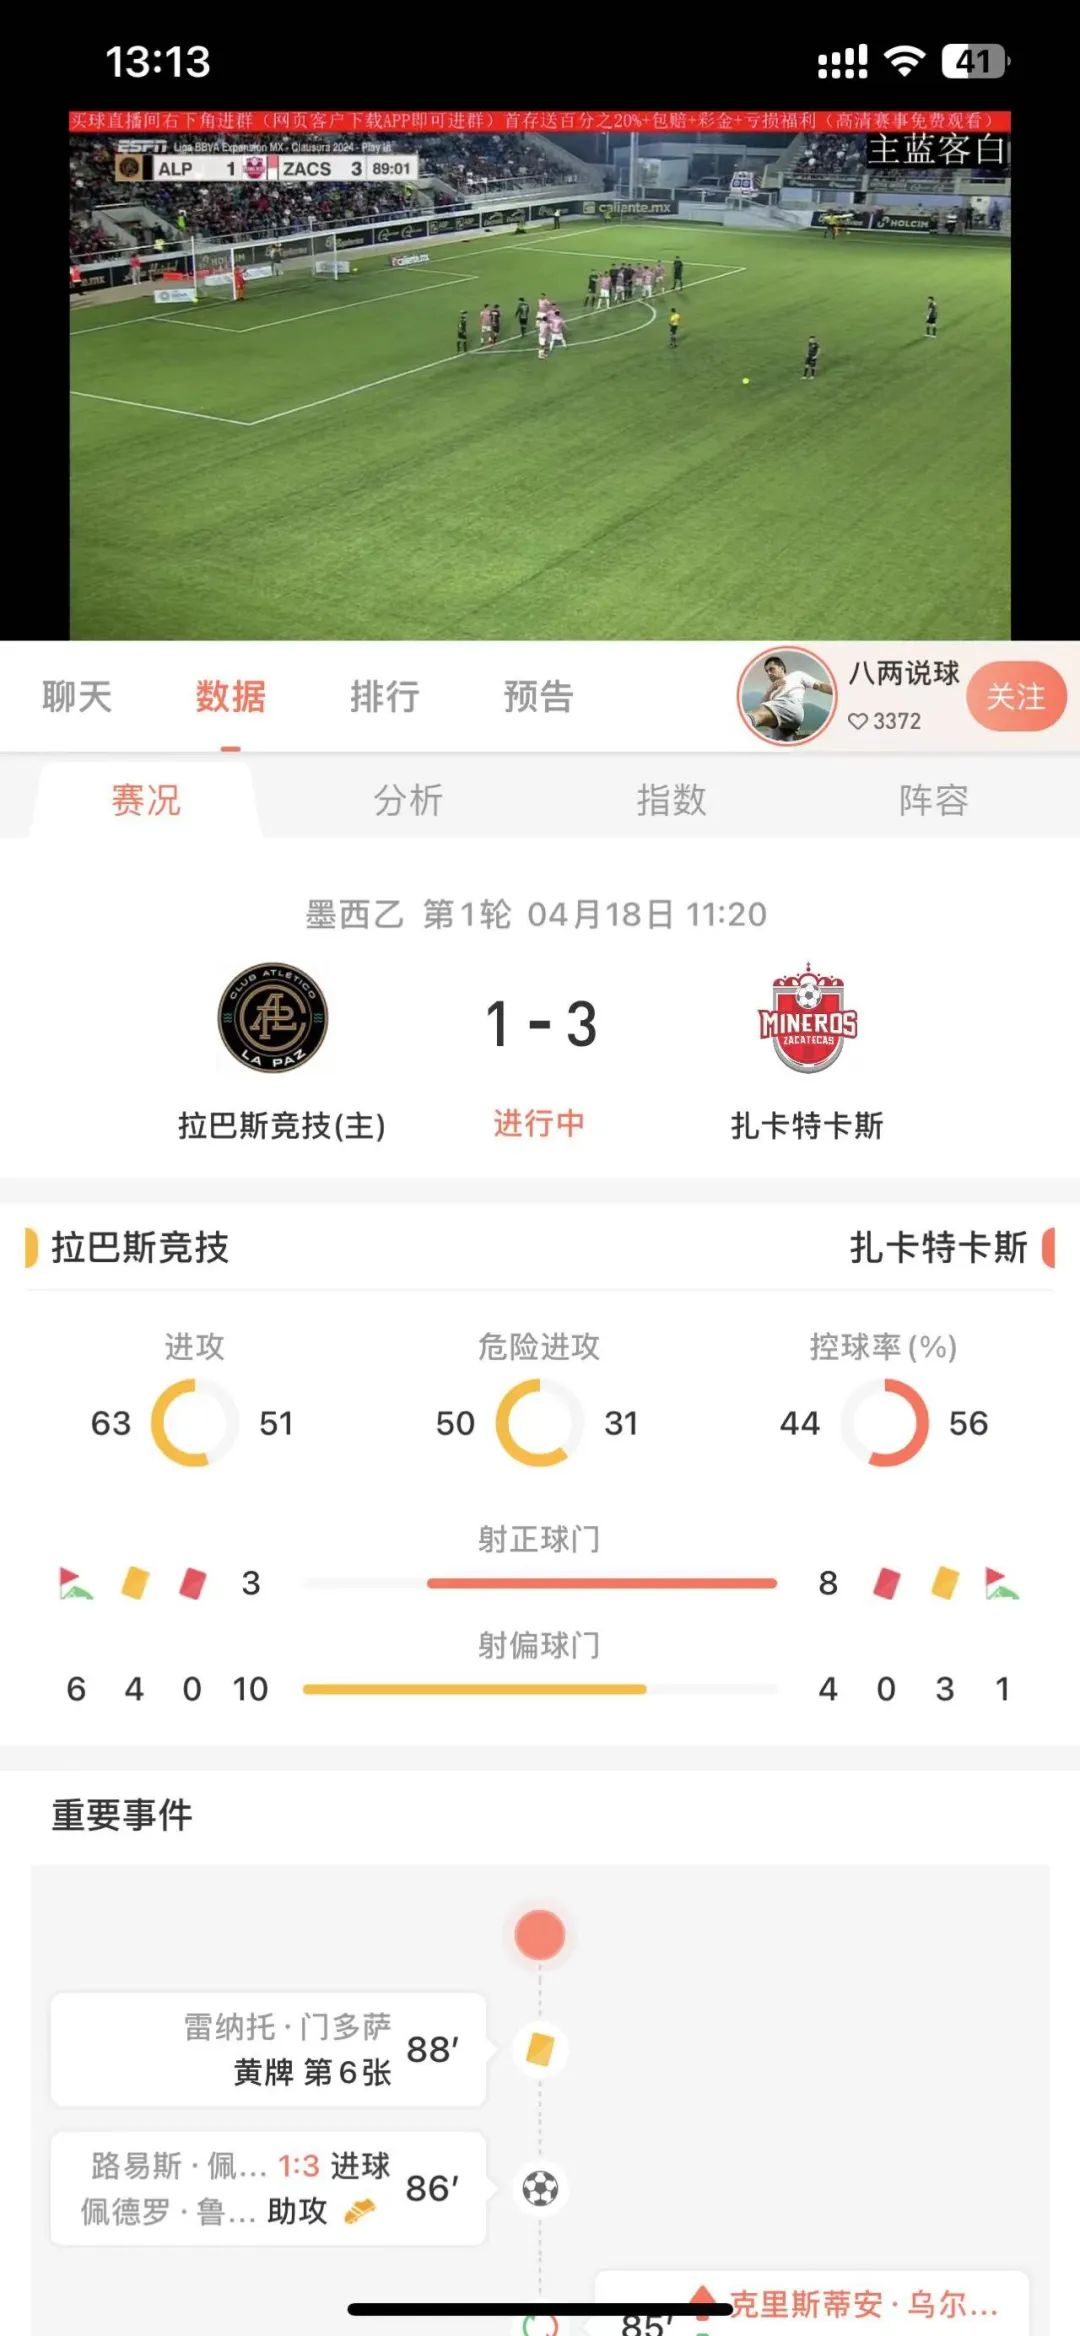 13:13
41
买球直播间右下角进群（网页客户下载APP即可进群）首存送百分之20%+包赔+彩金+亏损福利（高清赛事免费观看）
ESPN Liga BBVA Expansión MX - Clausura 2024 - Play in
主蓝客白
ALP 1 ZACS 3 89:01
caliente.mx
HOLCIM
caliente.mx
聊天
数据
排行
预告
八两说球
3372
关注
赛况
分析
指数
阵容
墨西乙 第1轮 04月18日 11:20
CLUB ATLÉTICO
LA PAZ
1 - 3
MINEROS
ZACATECAS
拉巴斯竞技(主)
进行中
扎卡特卡斯
拉巴斯竞技
扎卡特卡斯
进攻
危险进攻
控球率(%)
63 51
50 31
44 56
射正球门
3 8
射偏球门
6 4 0 10 4 0 3 1
重要事件
雷纳托·门多萨
黄牌 第6张
88′
路易斯·佩... 1:3 进球
佩德罗·鲁... 助攻
86′
克里斯蒂安·乌尔...
85′